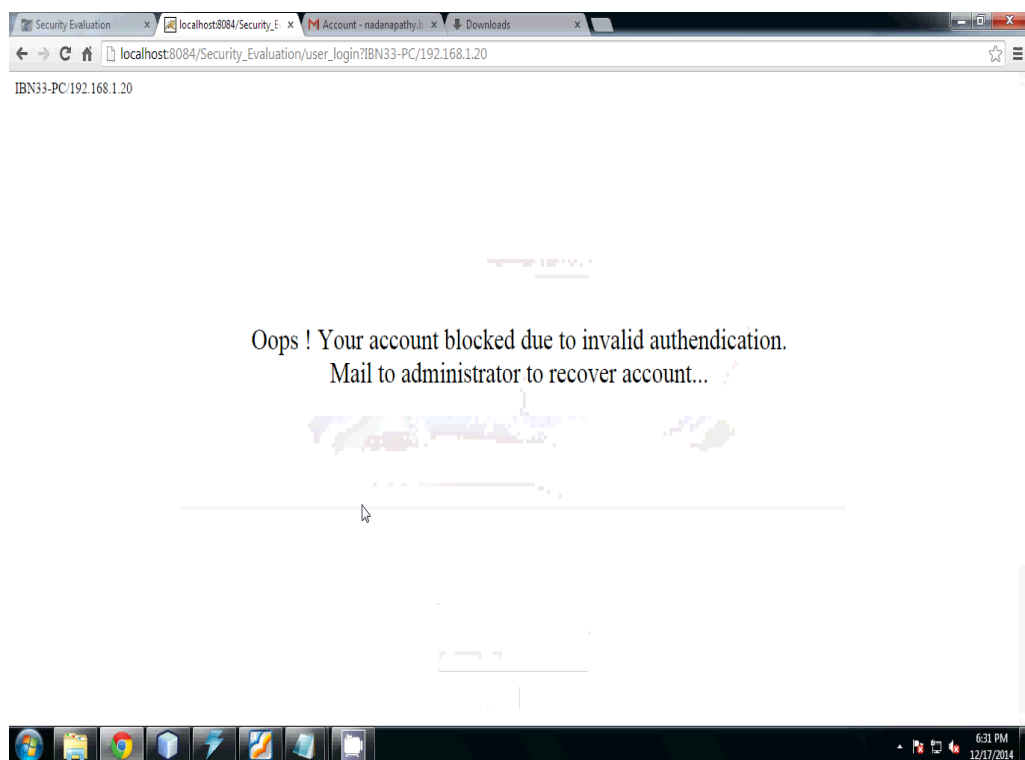 Security Evaluation
localhost:8084/Security_E
Account - nadanapathy.b
Downloads
localhost:8084/Security_Evaluation/user_login?IBN33-PC/192.168.1.20
IBN33-PC/192.168.1.20
Oops ! Your account blocked due to invalid authendication.
Mail to administrator to recover account...
6:31 PM
12/17/2014